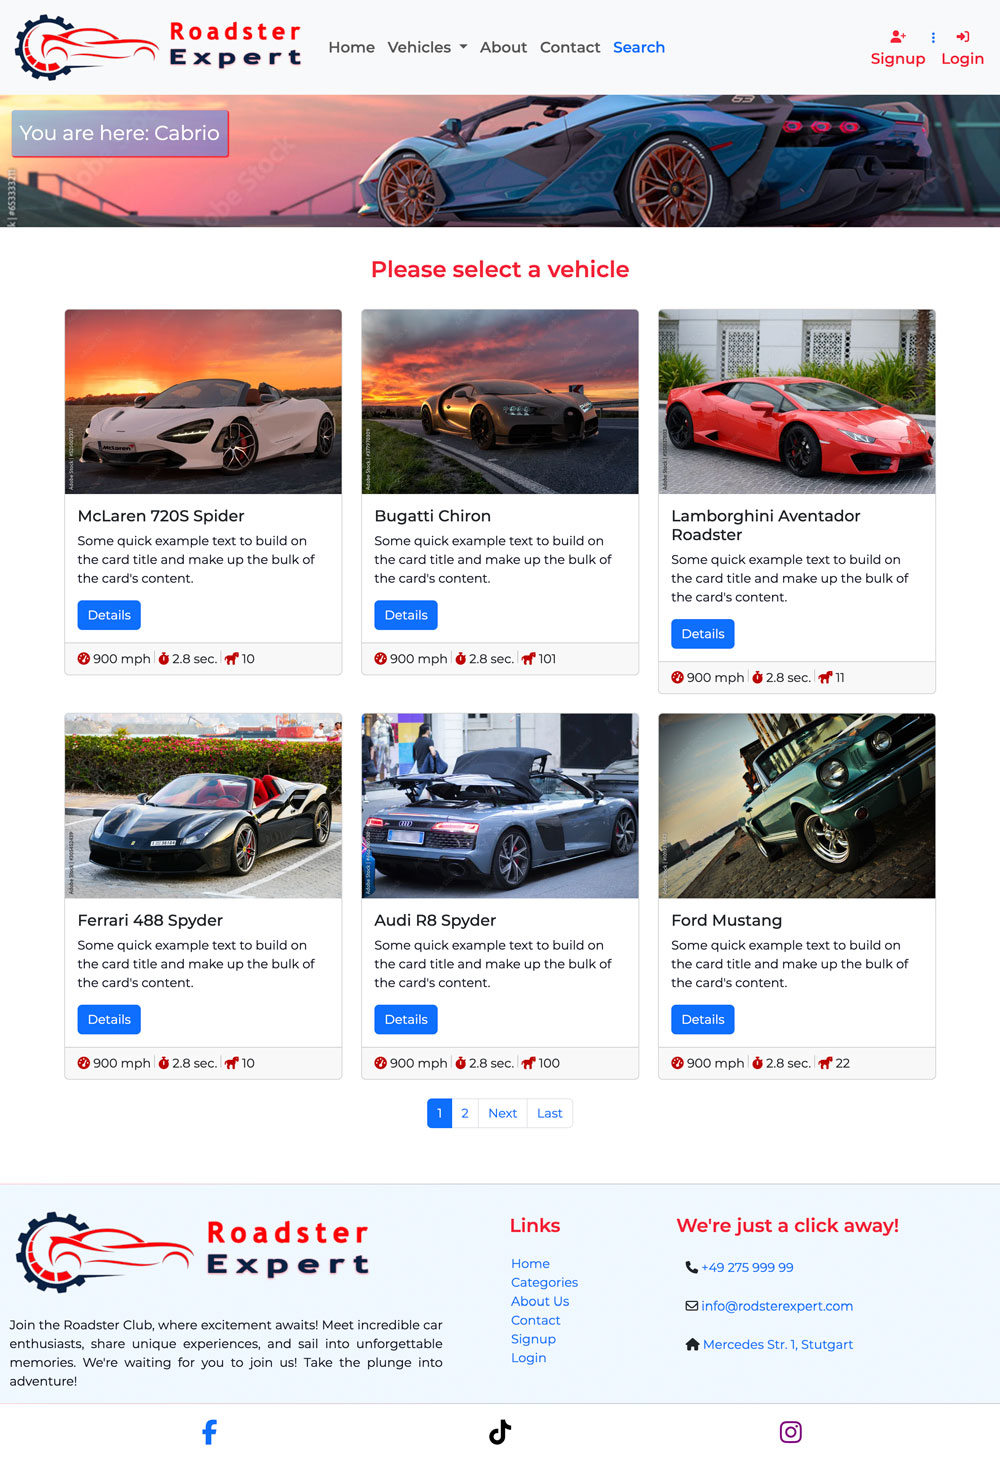 Roadster
Expert
Home Vehicles About Contact Search
Signup Login
You are here: Cabrio
63
Please select a vehicle
McLaren 720S Spider
Some quick example text to build on
the card title and make up the bulk of
the card's content.
Details
900 mph 2.8 sec. 10
Bugatti Chiron
Some quick example text to build on
the card title and make up the bulk of
the card's content.
Details
900 mph 2.8 sec. 101
Lamborghini Aventador
Roadster
Some quick example text to build on
the card title and make up the bulk of
the card's content.
Details
900 mph 2.8 sec. 11
Ferrari 488 Spyder
Some quick example text to build on
the card title and make up the bulk of
the card's content.
Details
900 mph 2.8 sec. 10
Audi R8 Spyder
Some quick example text to build on
the card title and make up the bulk of
the card's content.
Details
900 mph 2.8 sec. 100
Ford Mustang
Some quick example text to build on
the card title and make up the bulk of
the card's content.
Details
900 mph 2.8 sec. 22
1 2 Next Last
Roadster
Expert
Join the Roadster Club, where excitement awaits! Meet incredible car
enthusiasts, share unique experiences, and sail into unforgettable
memories. We're waiting for you to join us! Take the plunge into
adventure!
Links
Home
Categories
About Us
Contact
Signup
Login
We're just a click away!
+49 275 999 99
info@rodsterexpert.com
Mercedes Str. 1, Stutgart